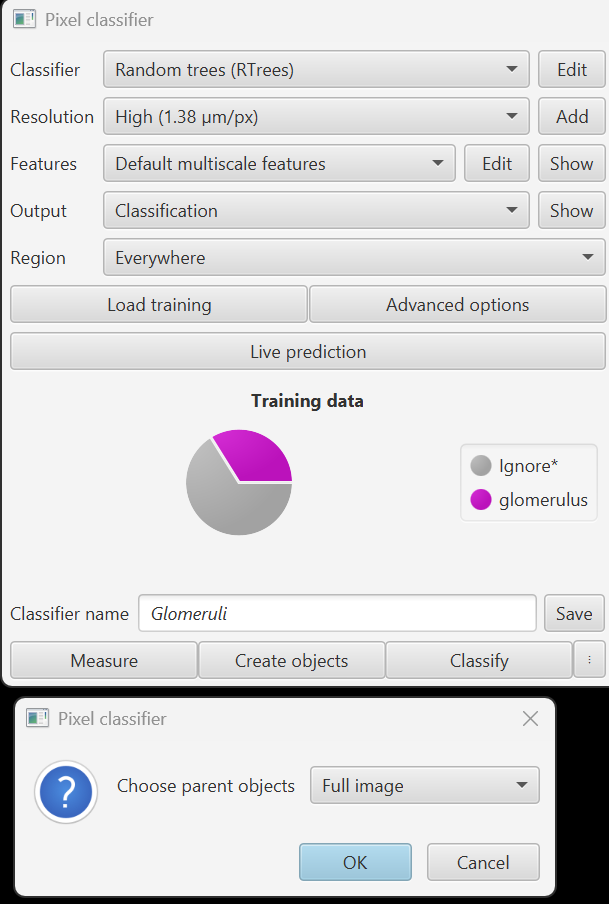 Pixel classifier
Classifier Random trees (RTrees) Edit
Resolution High (1.38 µm/px) Add
Features Default multiscale features Edit Show
Output Classification Show
Region Everywhere
Load training Advanced options
Live prediction
Training data
Ignore*
glomerulus
Classifier name Glomeruli Save
Measure Create objects Classify ⋮
Pixel classifier
? Choose parent objects Full image
OK Cancel